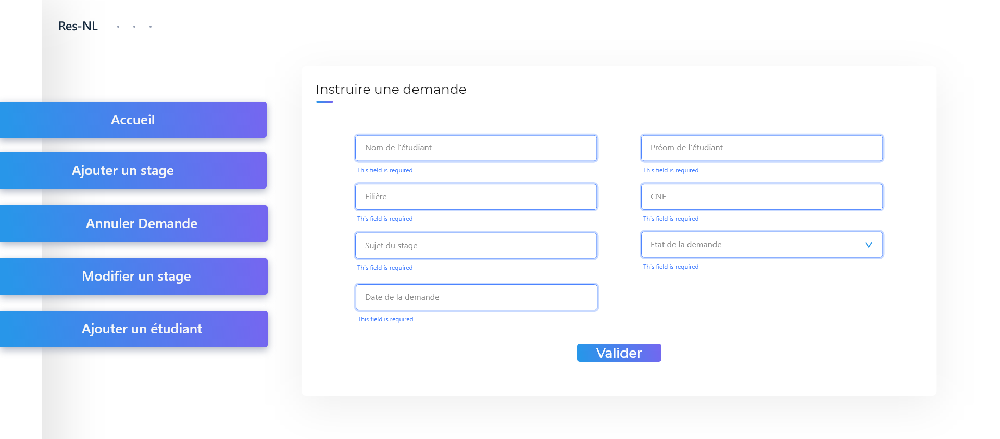 Res-NL
Accueil
Ajouter un stage
Annuler Demande
Modifier un stage
Ajouter un étudiant
Instruire une demande
Nom de l'étudiant
This field is required
Préom de l'étudiant
This field is required
Filière
This field is required
CNE
This field is required
Sujet du stage
This field is required
Etat de la demande
This field is required
Date de la demande
This field is required
Valider